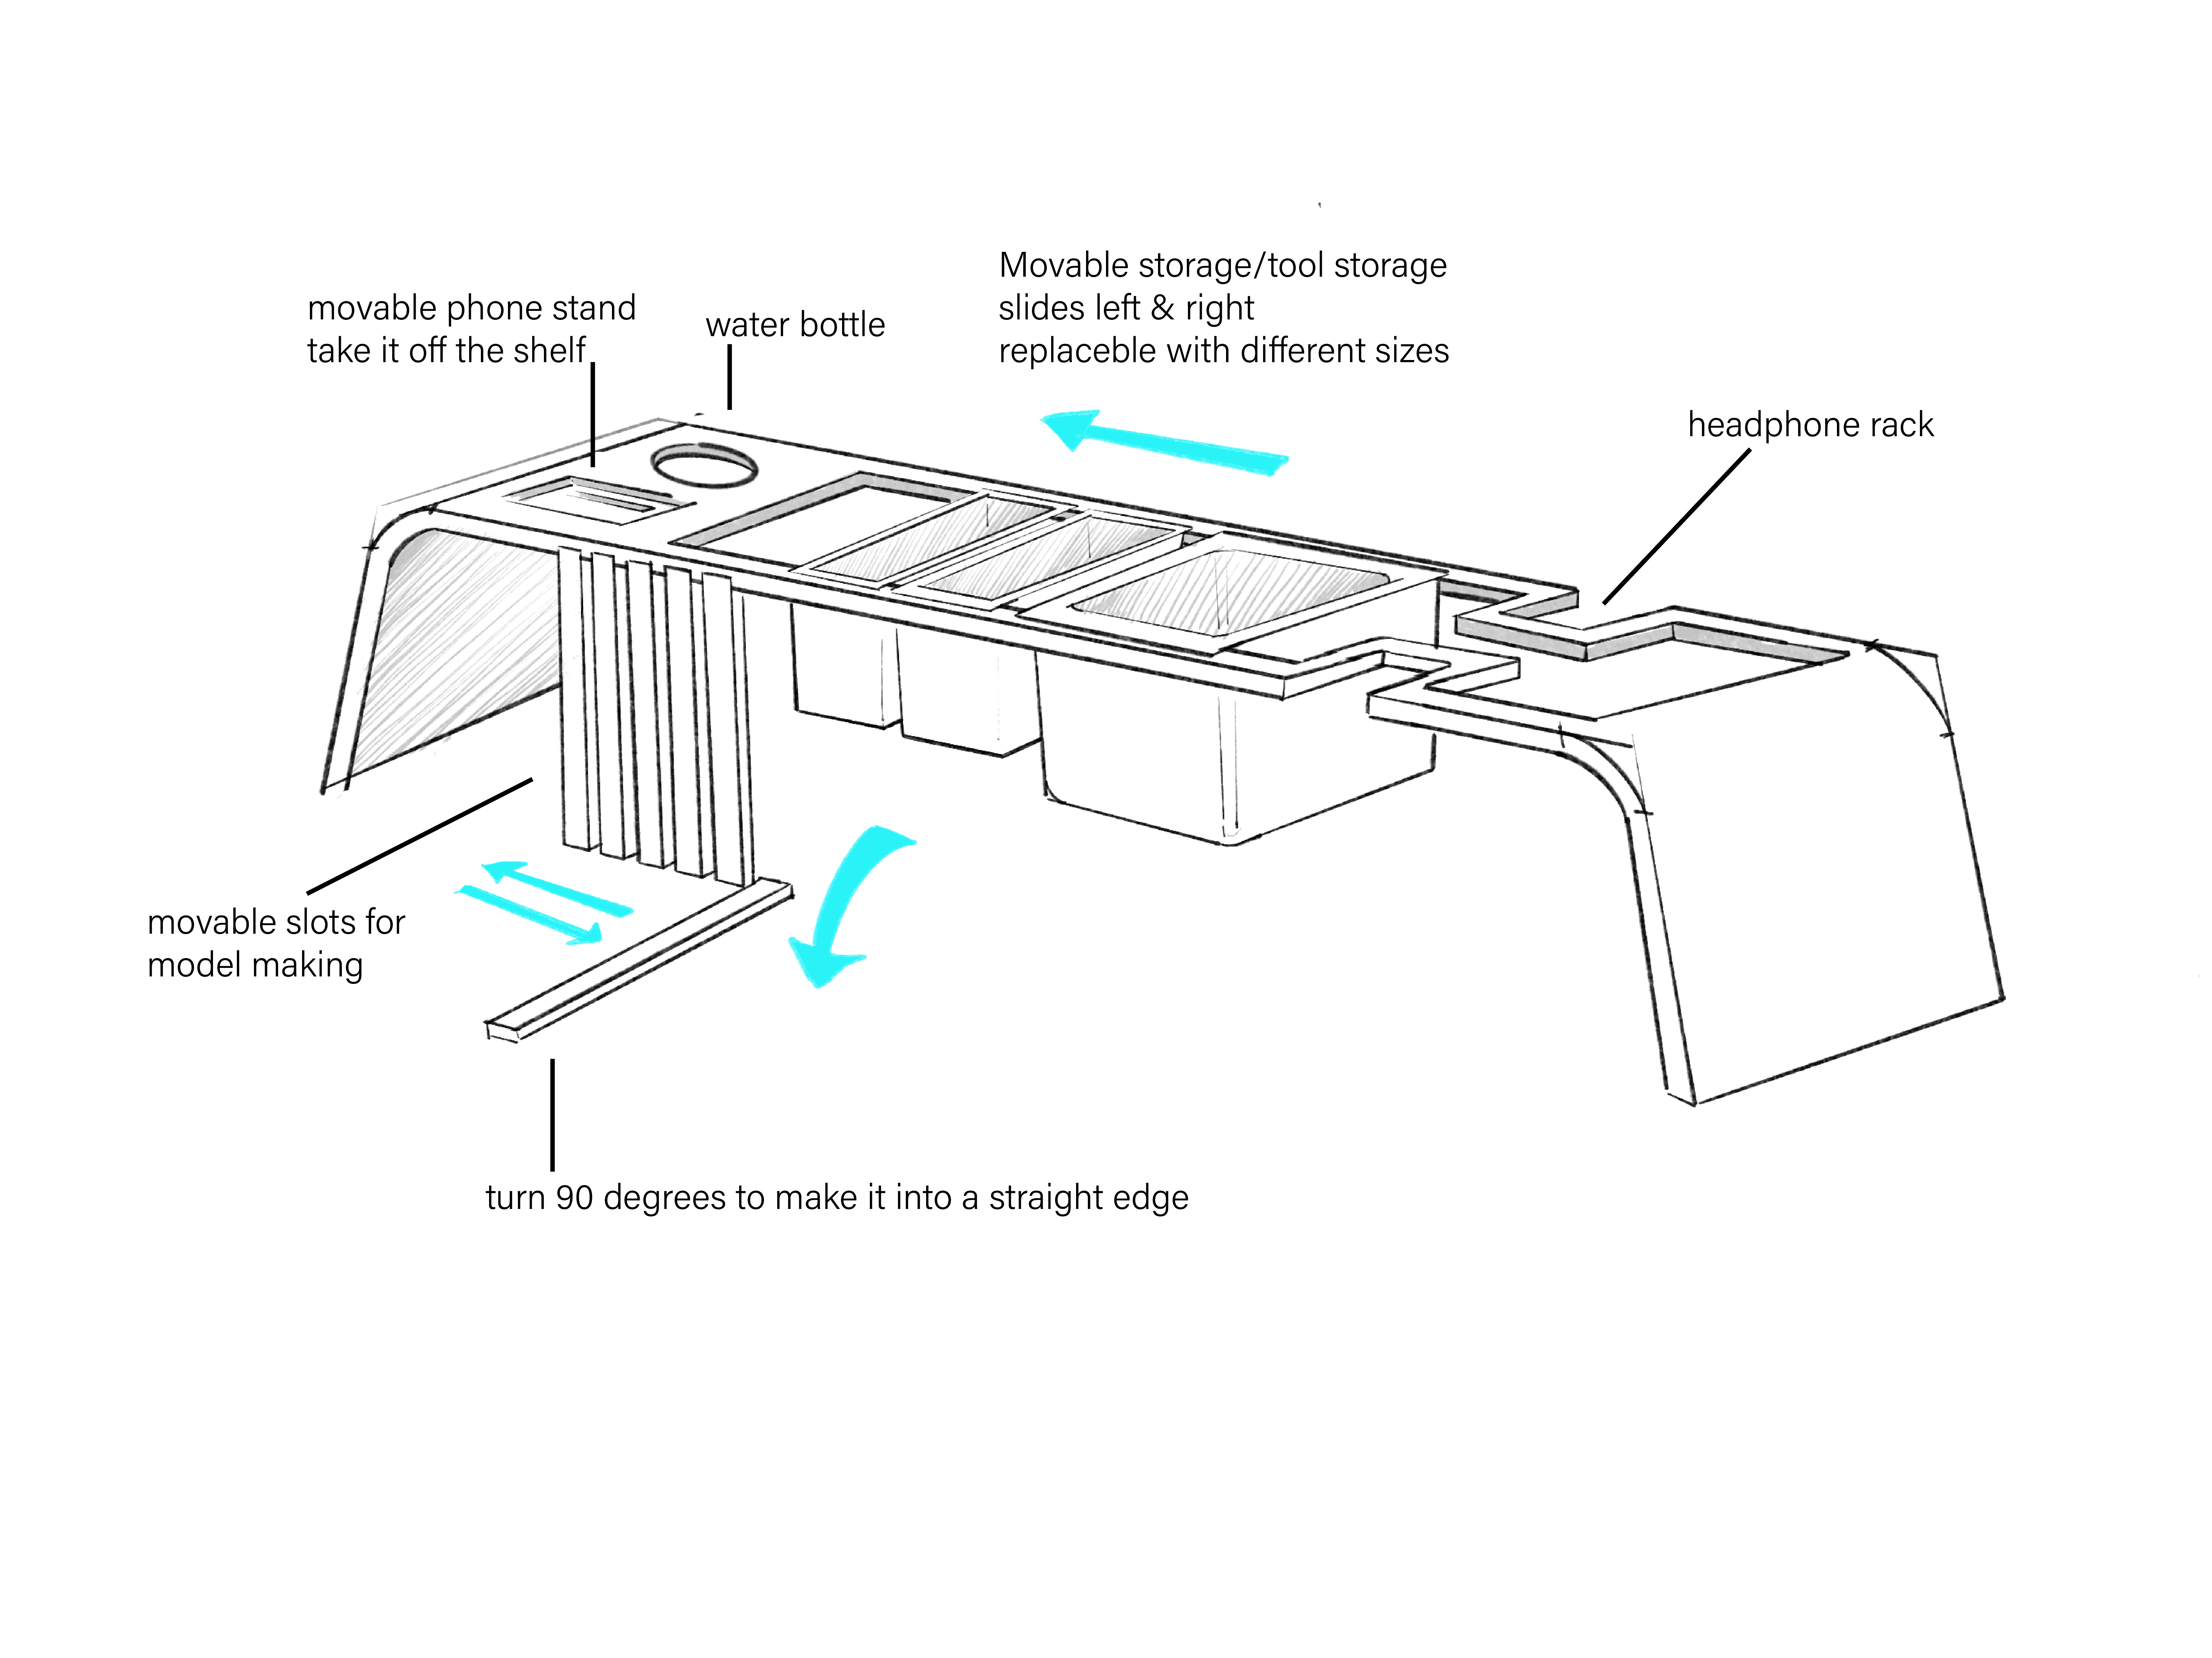 movable phone stand
take it off the shelf
water bottle
Movable storage/tool storage
slides left & right
replaceble with different sizes
headphone rack
movable slots for
model making
turn 90 degrees to make it into a straight edge